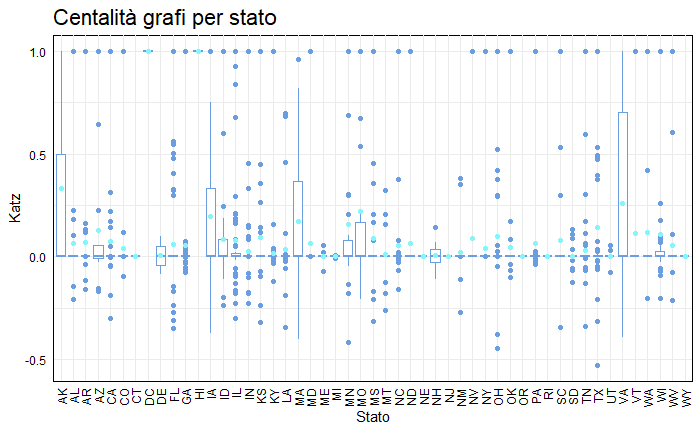 Centalità grafi per stato
1.0
0.5
0.0
-0.5
Katz
AK AL AR AZ CA CO CT DC DE FL GA HI IA ID IL IN KS KY LA MA MD ME MI MN MO MS MT NC ND NE NH NJ NM NV NY OH OK OR PA RI SC SD TN TX UT VA VT WA WI WV WY
Stato